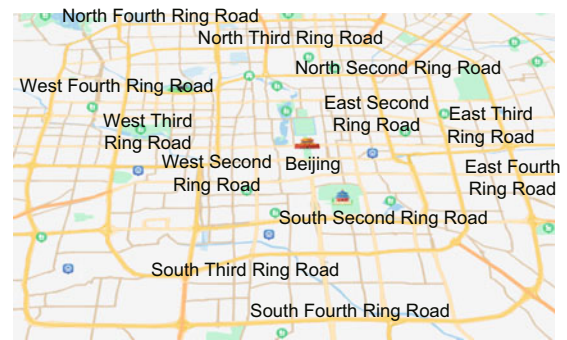 North Fourth Ring Road
North Third Ring Road
North Second Ring Road
West Fourth Ring Road
East Second
Ring Road
East Third
Ring Road
West Third
Ring Road
West Second
Ring Road
Beijing
East Fourth
Ring Road
South Second Ring Road
South Third Ring Road
South Fourth Ring Road